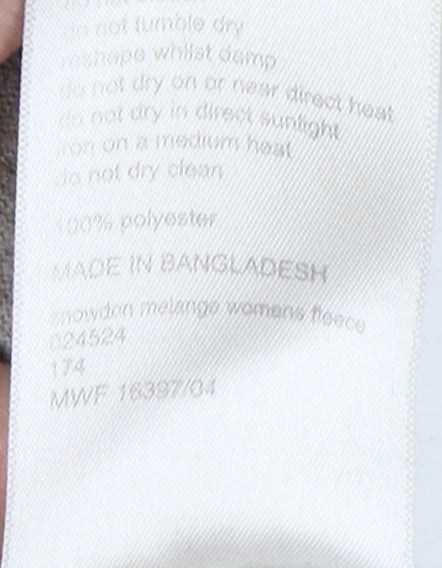 do not tumble dry
reshape whilst damp
do not dry on or near direct heat
do not dry in direct sunlight
iron on a medium heat
do not dry clean
100% polyester
MADE IN BANGLADESH
snowdon melange womens fleece
024524
174
MWF 16397/04